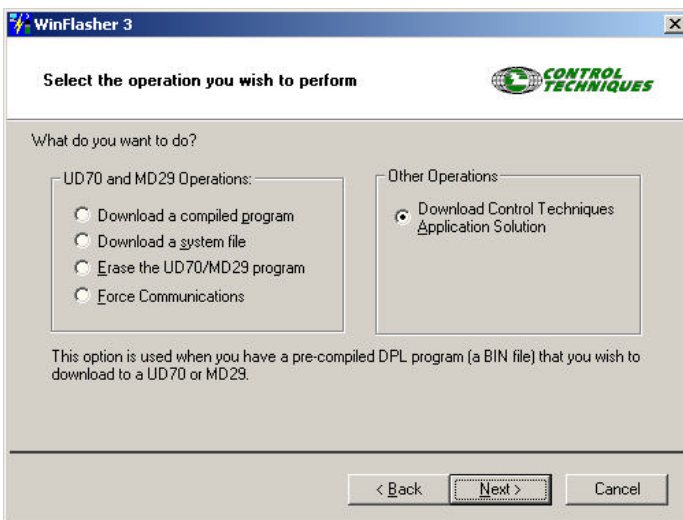 WinFlasher 3
Select the operation you wish to perform
CONTROL
TECHNIQUES
What do you want to do?
UD70 and MD29 Operations:
Download a compiled program
Download a system file
Erase the UD70/MD29 program
Force Communications
Other Operations
Download Control Techniques
Application Solution
This option is used when you have a pre-compiled DPL program (a BIN file) that you wish to
download to a UD70 or MD29.
< Back
Next >
Cancel